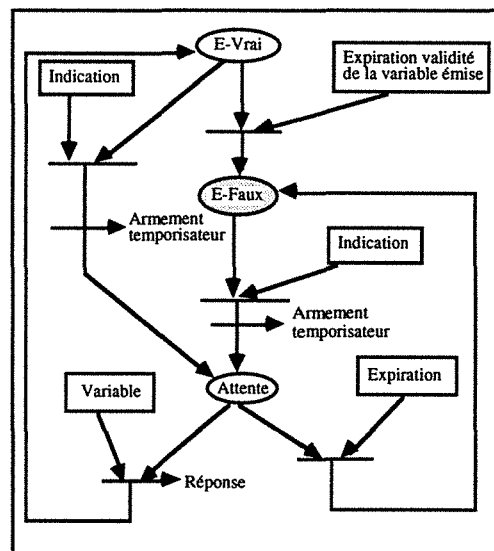 E-Vrai
Indication
Expiration validité
de la variable émise
E-Faux
Armement
temporisateur
Indication
Armement
temporisateur
Attente
Variable
Expiration
Réponse